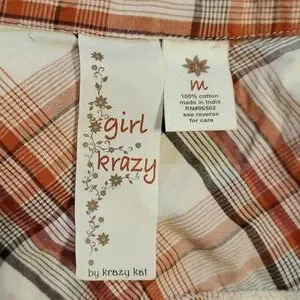 girl
krazy
by krazy kat
M
100% cotton
made in India
RN#96502
see reverse
for care